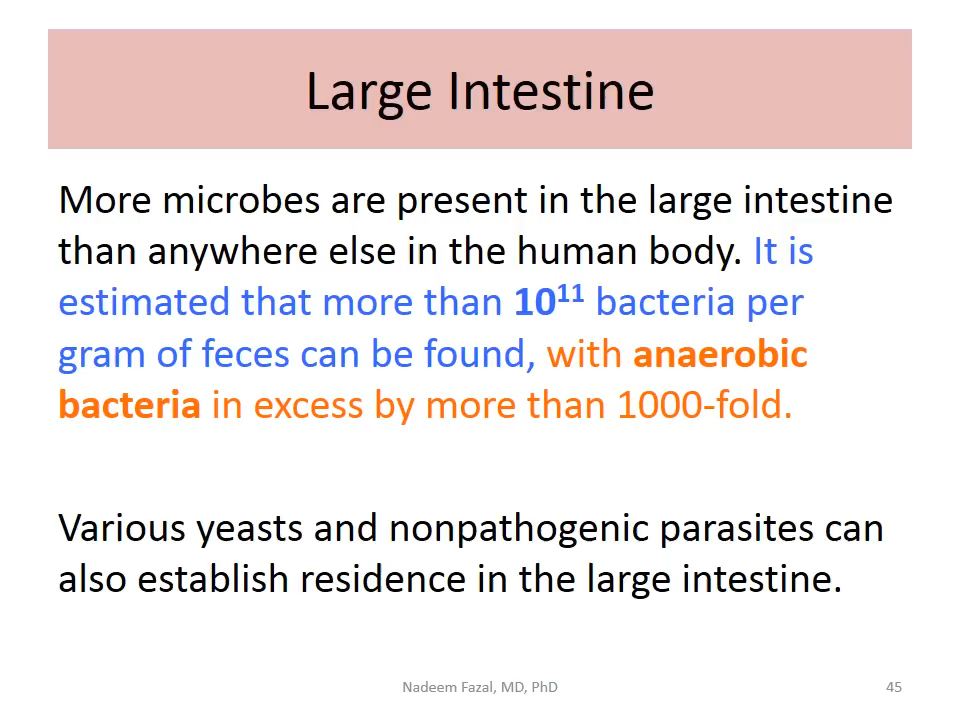 Large Intestine
More microbes are present in the large intestine
than anywhere else in the human body. It is
estimated that more than 10¹¹ bacteria per
gram of feces can be found, with anaerobic
bacteria in excess by more than 1000-fold.
Various yeasts and nonpathogenic parasites can
also establish residence in the large intestine.
Nadeem Fazal, MD, PhD
45